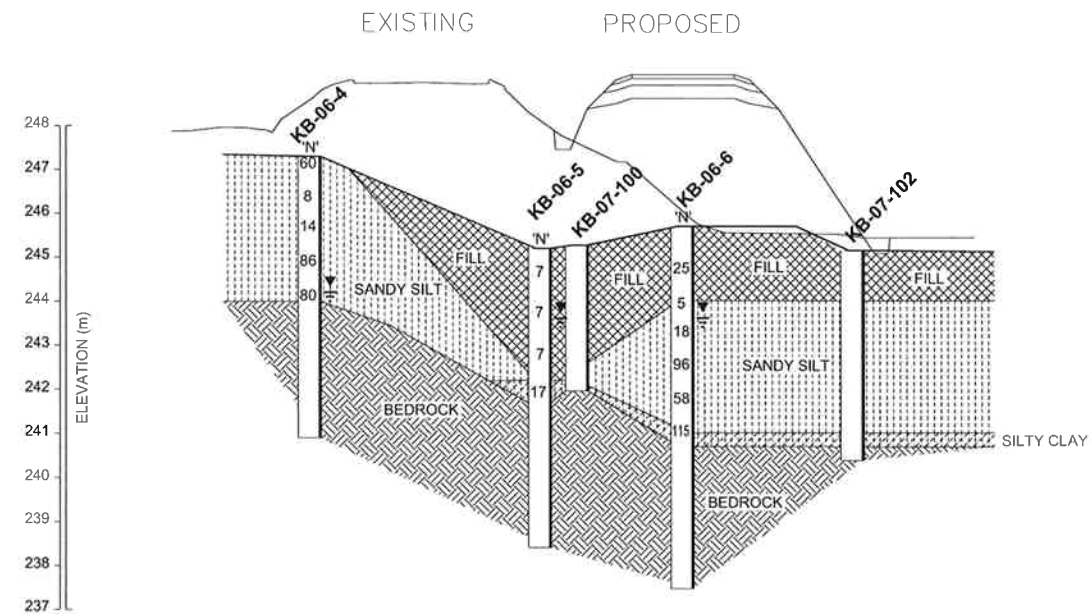 EXISTING PROPOSED
KB-06-4
KB-06-5
KB-07-100
KB-06-6
KB-07-102
248
247
246
245
244
243
242
241
240
239
238
237
ELEVATION (m)
'N'
60
8
14
86
80
'N'
7
7
7
17
'N'
25
5
18
96
58
115
FILL
FILL
FILL
FILL
SANDY SILT
SANDY SILT
BEDROCK
SILTY CLAY
BEDROCK